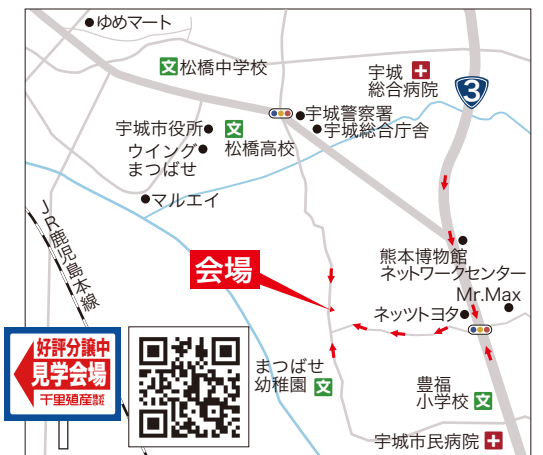 ゆめマート
文
松橋中学校
宇城
総合病院
3
宇城警察署
宇城総合庁舎
宇城市役所
文
松橋高校
ウイング
まつばせ
マルエイ
JR鹿児島本線
会場
熊本博物館
ネットワークセンター
Mr.Max
ネッツトヨタ
好評分譲中
見学会場
千里殖産㈱
まつばせ
幼稚園
文
豊福
小学校
文
宇城市民病院